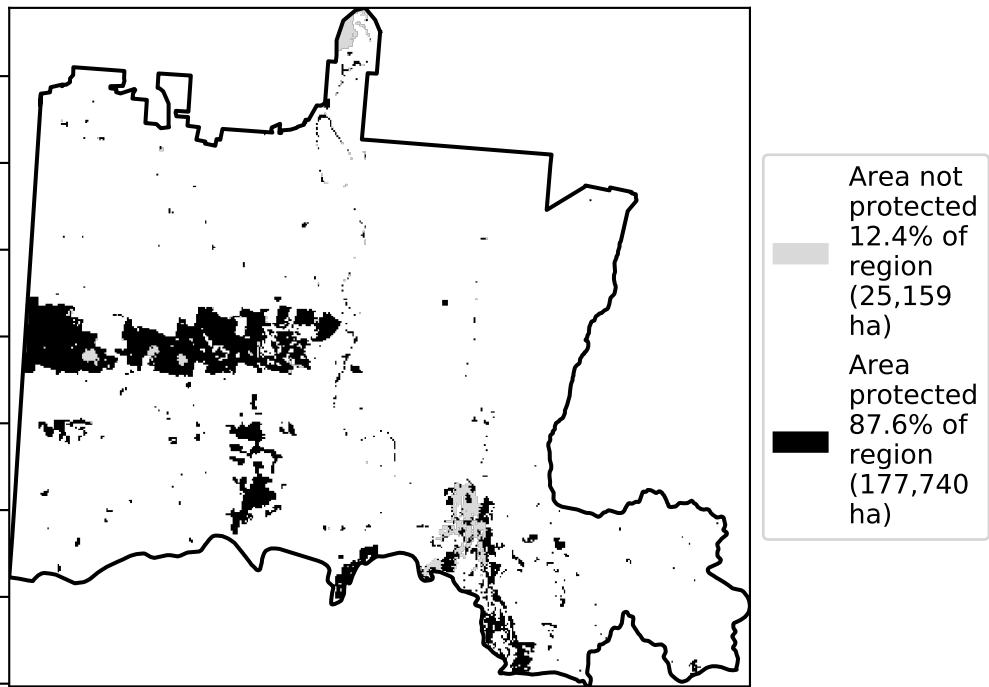 Area not
protected
12.4% of
region
(25,159
ha)
Area
protected
87.6% of
region
(177,740
ha)